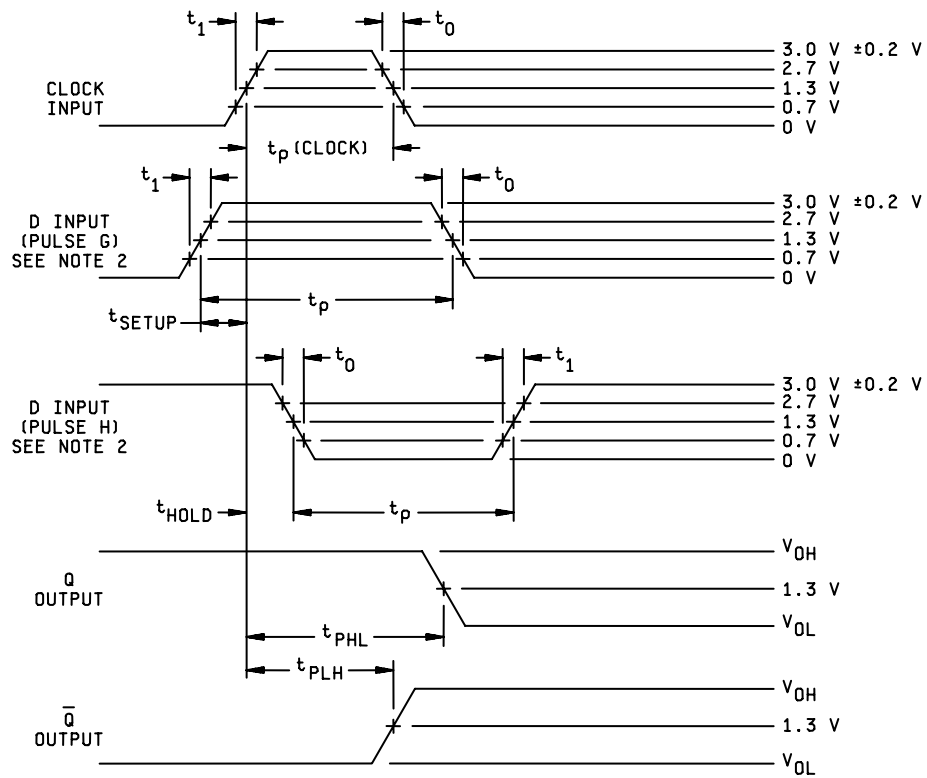 t1
t0
3.0 V ±0.2 V
2.7 V
1.3 V
0.7 V
0 V
CLOCK
INPUT
tp (CLOCK)
t1
t0
3.0 V ±0.2 V
2.7 V
1.3 V
0.7 V
0 V
D INPUT
(PULSE G)
SEE NOTE 2
tp
tSETUP
t0
t1
3.0 V ±0.2 V
2.7 V
1.3 V
0.7 V
0 V
D INPUT
(PULSE H)
SEE NOTE 2
tHOLD
tp
VOH
1.3 V
VOL
Q
OUTPUT
tPHL
tPLH
VOH
1.3 V
VOL
Q̅
OUTPUT